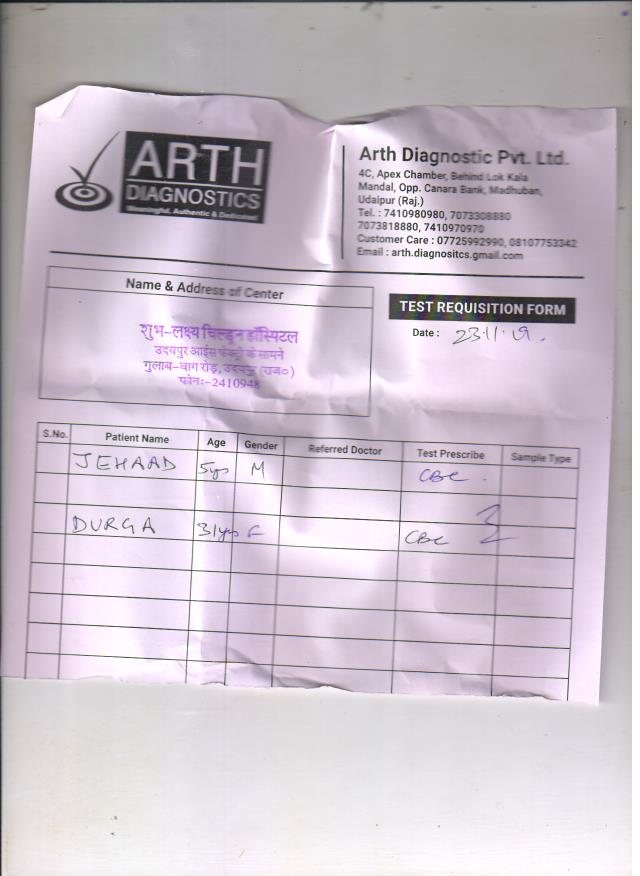 ARTH
DIAGNOSTICS
Meaningful, Authentic & Dedicated
Arth Diagnostic Pvt. Ltd.
4C, Apex Chamber, Behind Lok Kala
Mandal, Opp. Canara Bank, Madhuban,
Udaipur (Raj.)
Tel. : 7410980980, 7073308880
7073818880, 7410970970
Customer Care : 07725992990, 08107753342
Email : arth.diagnositcs.gmail.com
Name & Address of Center
शुभ-लक्ष्य चिल्ड्रन हॉस्पिटल
उदयपुर आईस फैक्ट्री के सामने
गुलाब-बाग रोड़, उदयपुर (राज०)
फोनः-2410948
TEST REQUISITION FORM
Date : 23.11.19.
S.No. Patient Name Age Gender Referred Doctor Test Prescribe Sample Type
JEHAAD 5ys M CBC.
DURGA 31ys F CBC